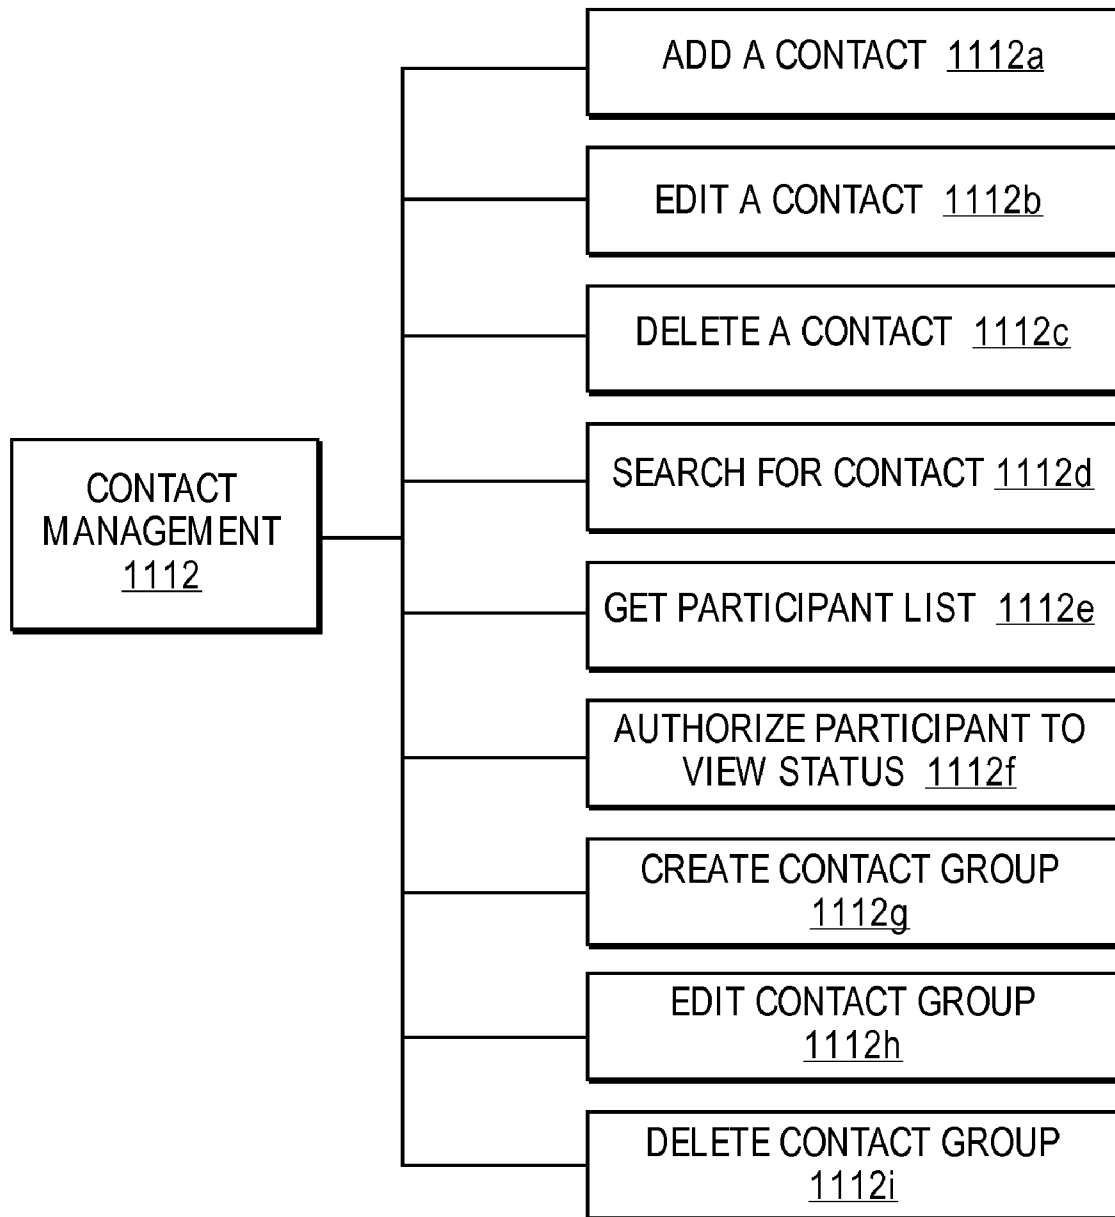 ADD A CONTACT 1112a
EDIT A CONTACT 1112b
DELETE A CONTACT 1112c
SEARCH FOR CONTACT 1112d
CONTACT
MANAGEMENT
1112
GET PARTICIPANT LIST 1112e
AUTHORIZE PARTICIPANT TO
VIEW STATUS 1112f
CREATE CONTACT GROUP
1112g
EDIT CONTACT GROUP
1112h
DELETE CONTACT GROUP
1112i